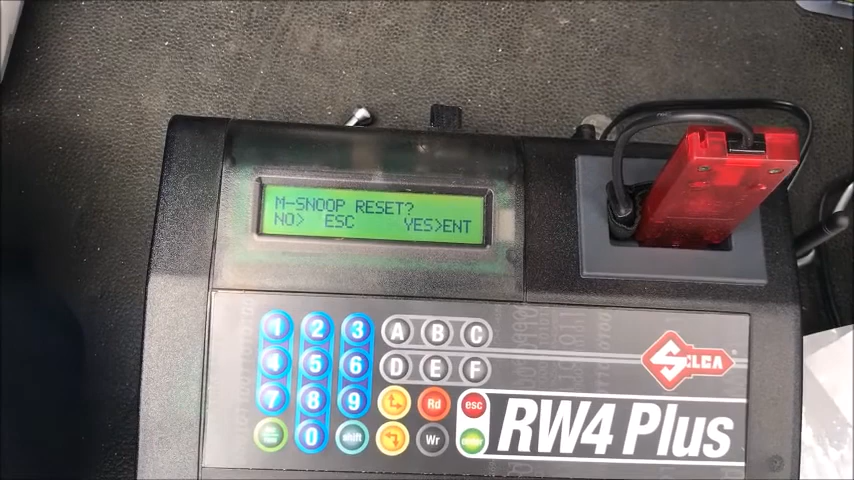 M-SNOOP RESET?
NO> ESC YES>ENT
1 2 3 A B C
4 5 6 D E F
7 8 9 Rd esc
0 shift Wr enter
SILCA
RW4 Plus